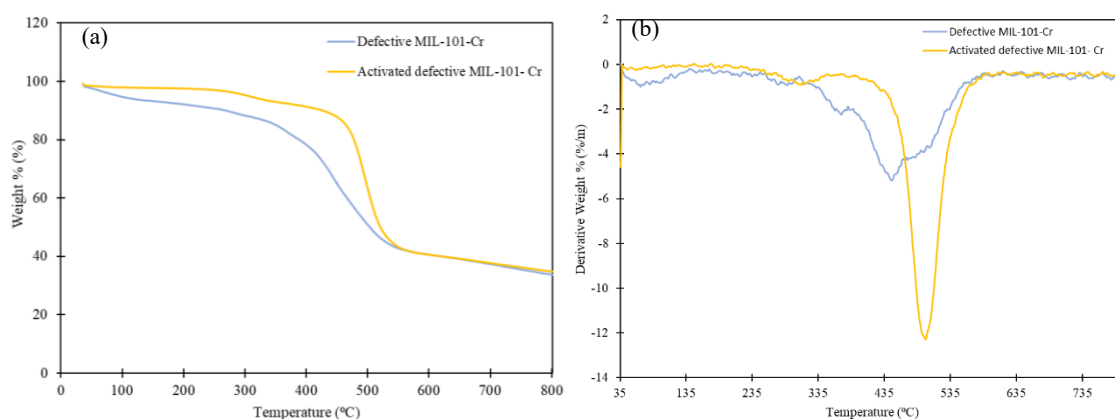 (a)
Defective MIL-101-Cr
Activated defective MIL-101- Cr
120
100
80
60
40
20
0
Weight % (%)
0 100 200 300 400 500 600 700 800
Temperature (ºC)
(b)
Defective MIL-101-Cr
Activated defective MIL-101- Cr
2
0
-2
-4
-6
-8
-10
-12
-14
Derivative Weight % (%/m)
35 135 235 335 435 535 635 735
Temperature (ºC)